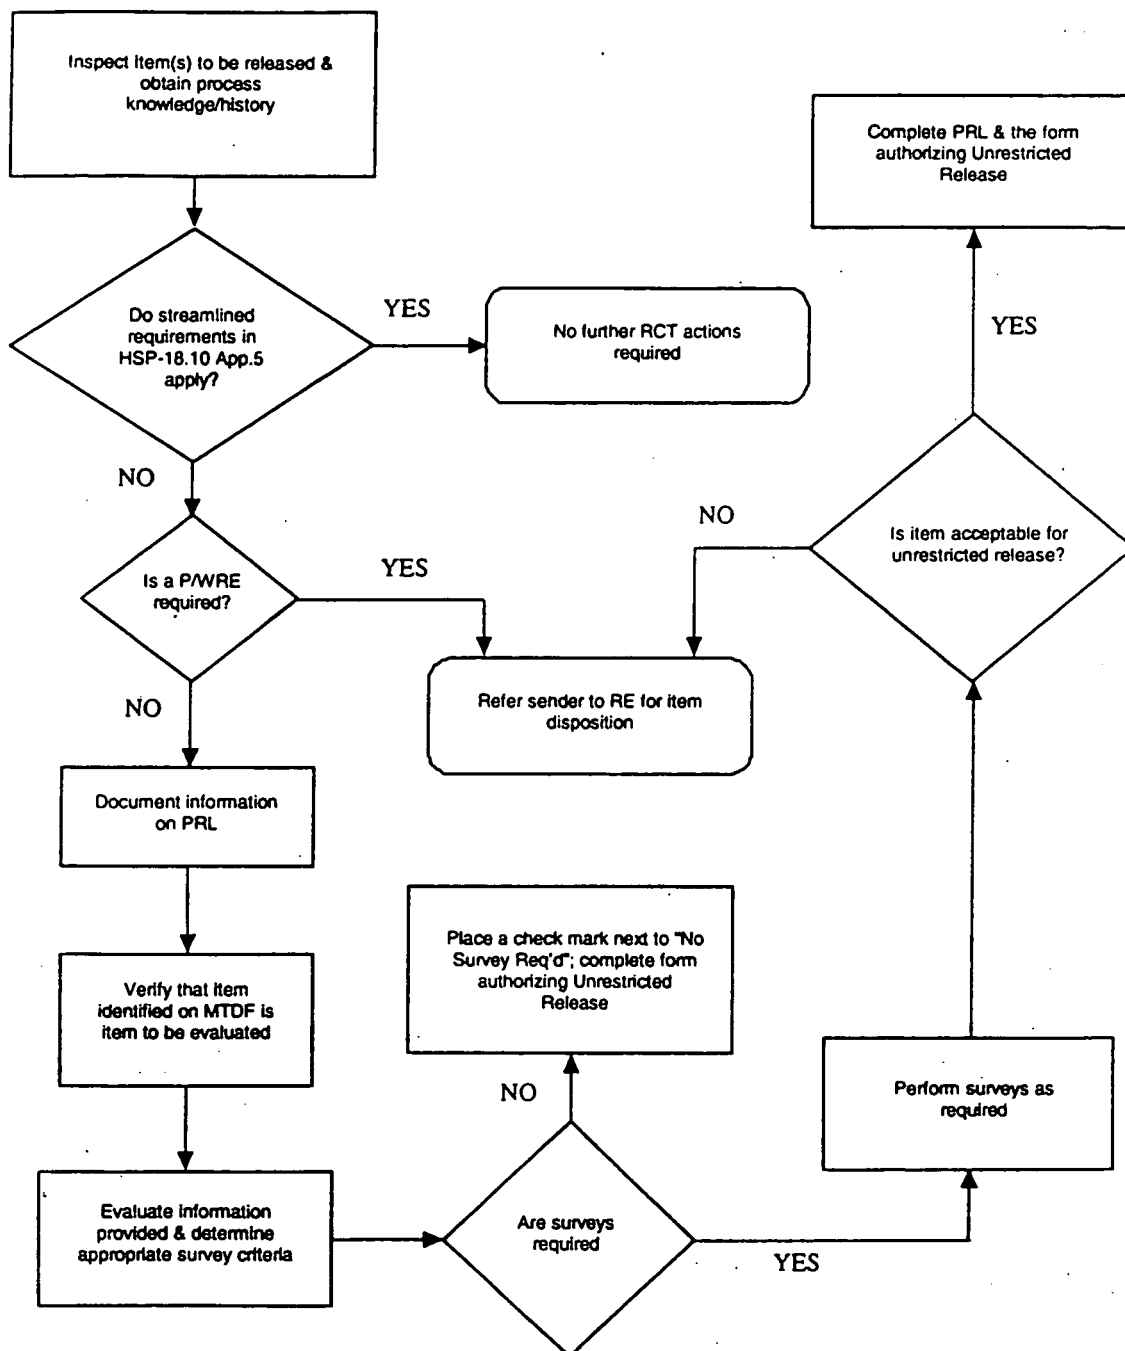 Inspect item(s) to be released &
obtain process
knowledge/history
Complete PRL & the form
authorizing Unrestricted
Release
Do streamlined
requirements in
HSP-18.10 App.5
apply?
YES
No further RCT actions
required
YES
NO
Is a P/WRE
required?
YES
NO
Is item acceptable for
unrestricted release?
Refer sender to RE for item
disposition
NO
Document information
on PRL
Place a check mark next to "No
Survey Req'd"; complete form
authorizing Unrestricted
Release
Verify that item
identified on MTDF is
item to be evaluated
Perform surveys as
required
NO
Evaluate information
provided & determine
appropriate survey criteria
Are surveys
required
YES